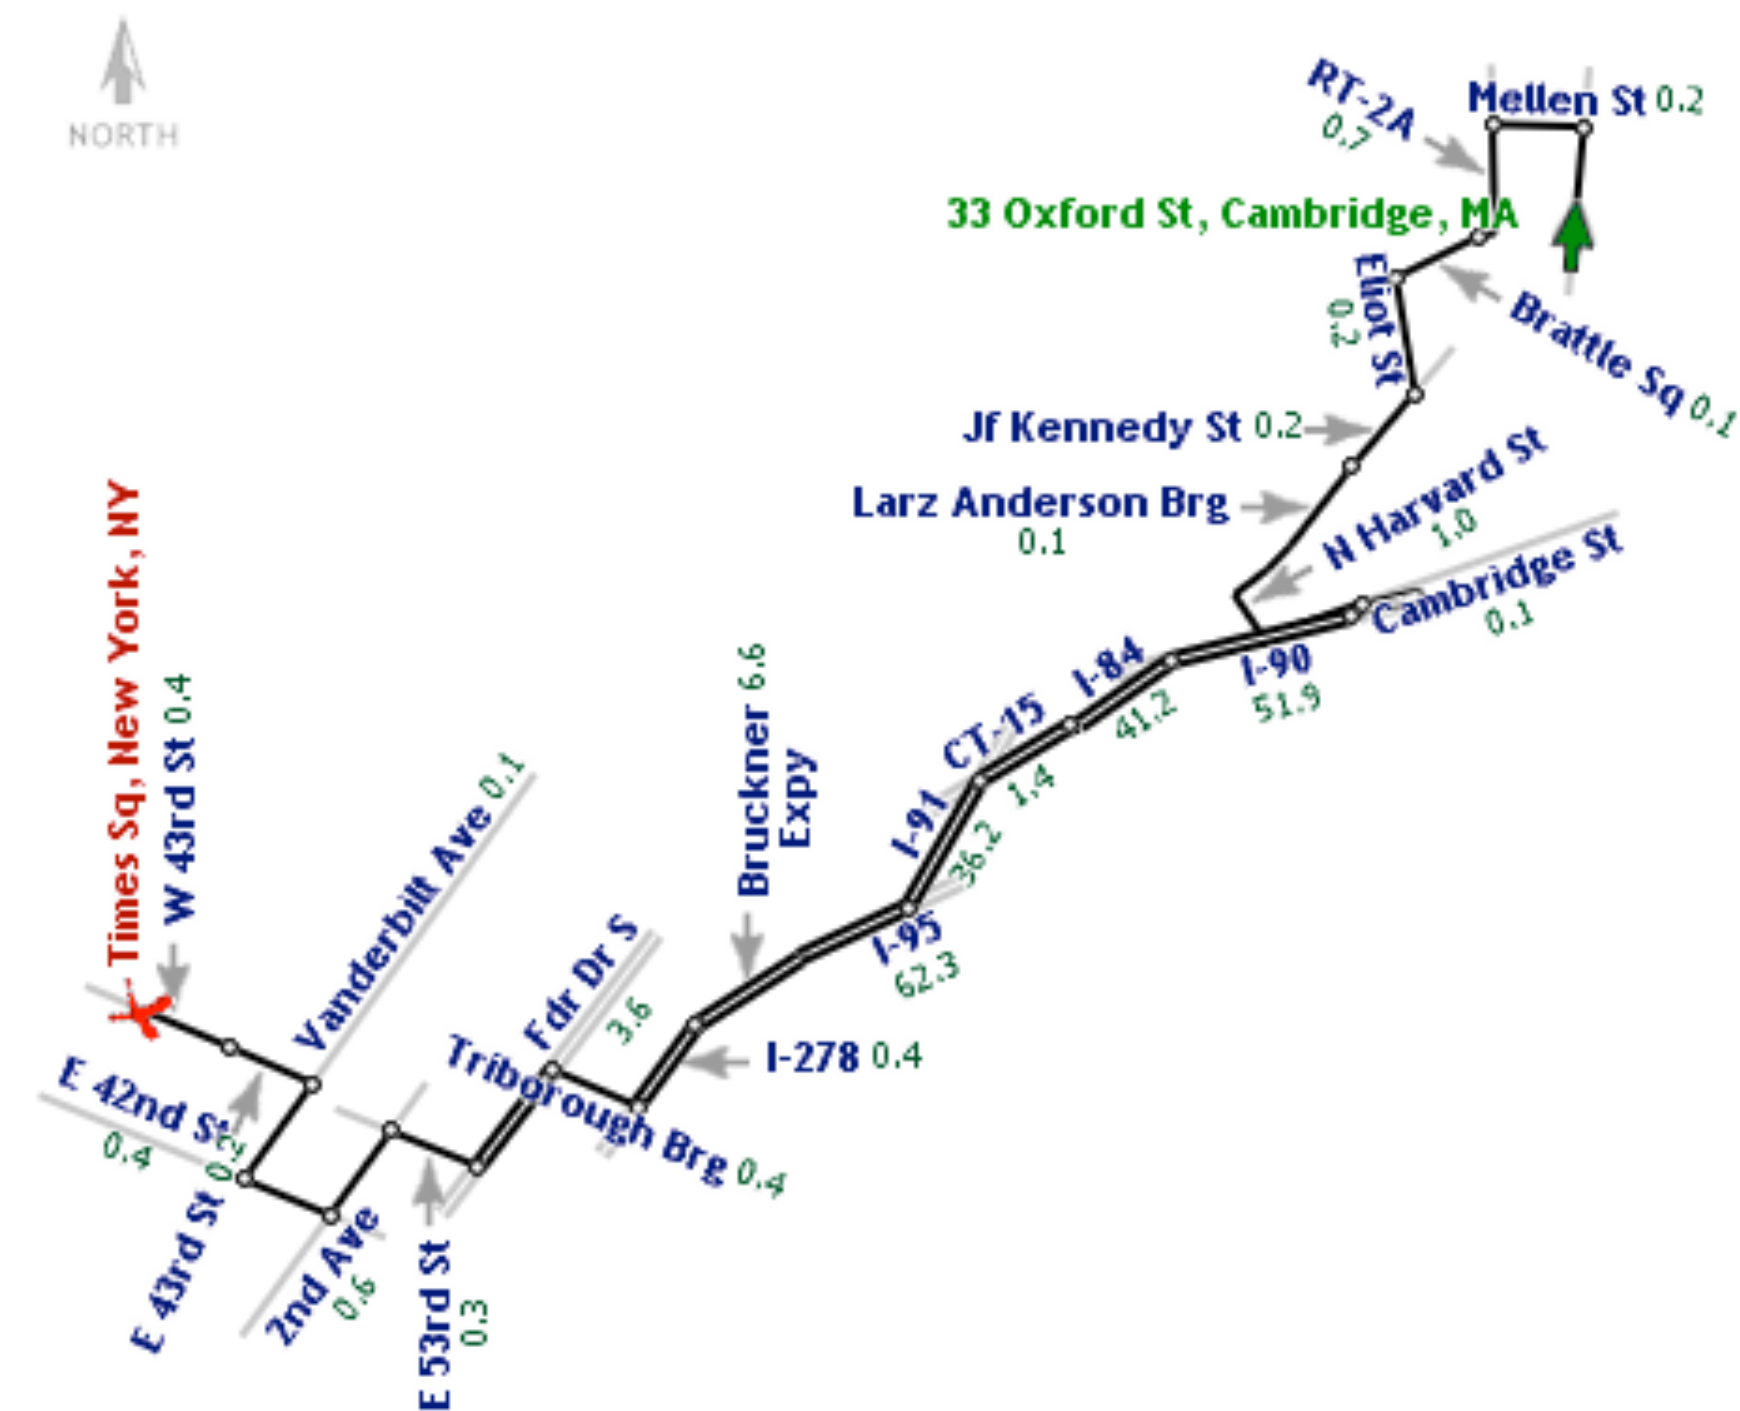 NORTH
RT-2A
0.7
Mellen St 0.2
33 Oxford St, Cambridge, MA
Eliot St
0.2
Brattle Sq 0.1
Jf Kennedy St 0.2
Larz Anderson Brg
0.1
N Harvard St
1.0
Cambridge St
0.1
I-90
51.9
I-84
41.2
CT-15
1.4
I-91
36.2
I-95
62.3
Bruckner 6.6
Expy
I-278 0.4
Triborough Brg 0.4
Fdr Dr S
3.6
E 53rd St
0.3
2nd Ave
0.6
E 42nd St
0.4
Vanderbilt Ave 0.1
E 43rd St 0.2
W 43rd St 0.4
Times Sq, New York, NY